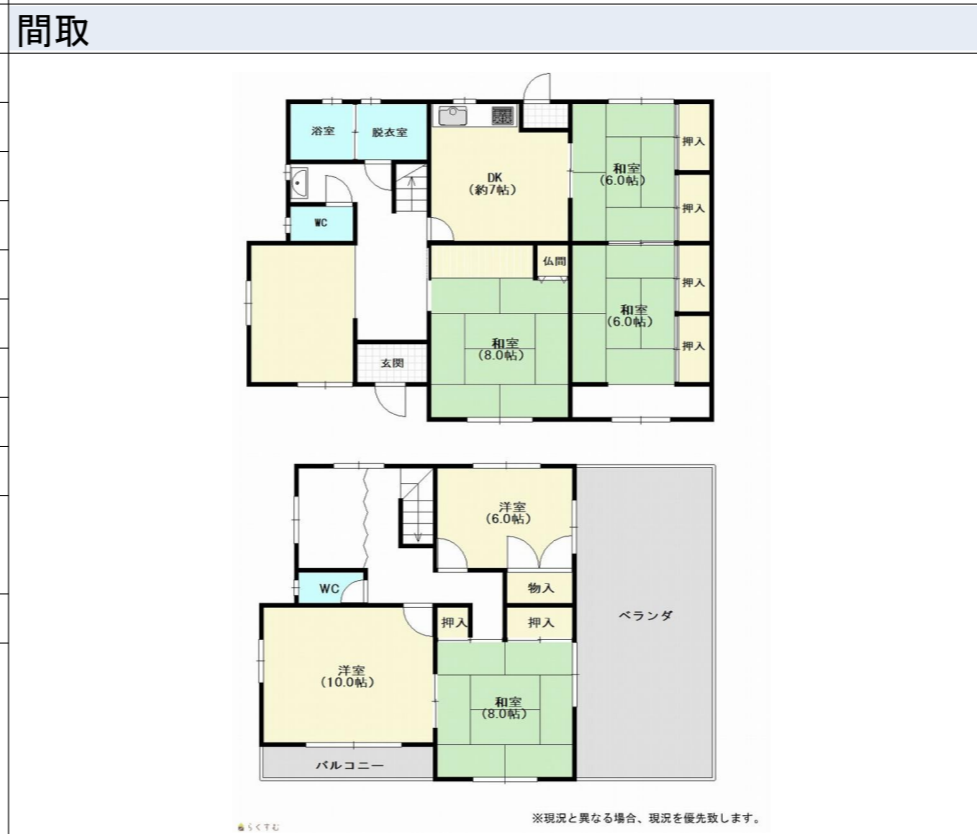 間取
浴室
脱衣室
DK
(約7帖)
和室
(6.0帖)
押入
押入
WC
仏間
和室
(6.0帖)
押入
押入
和室
(8.0帖)
玄関
洋室
(6.0帖)
WC
物入
押入
押入
ベランダ
洋室
(10.0帖)
和室
(8.0帖)
バルコニー
らくすむ
※現況と異なる場合、現況を優先致します。